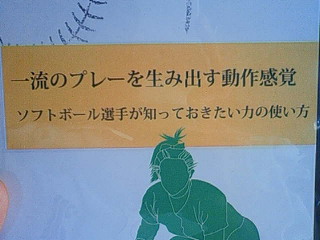 一流のプレーを生み出す動作感覚
ソフトボール選手が知っておきたい力の使い方